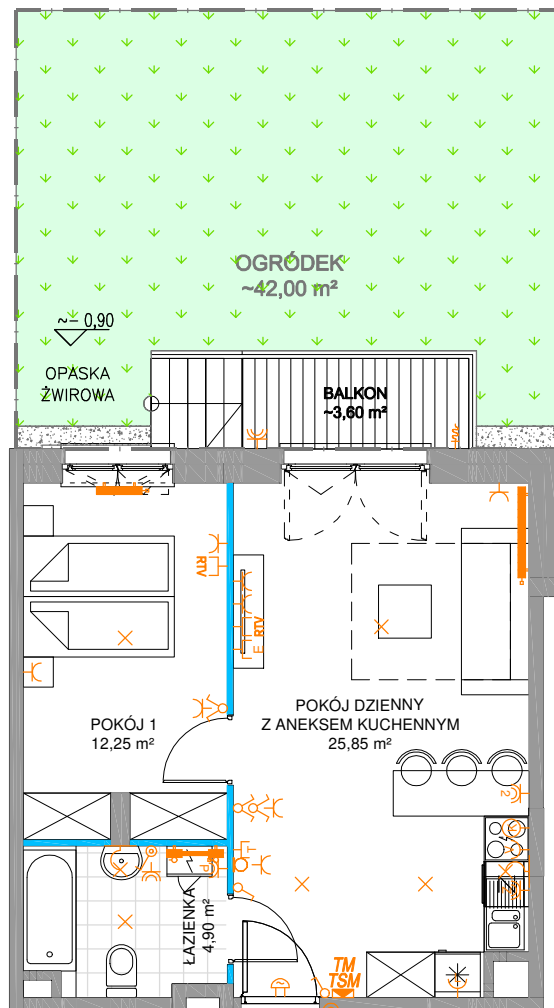 OGRÓDEK
~42,00 m²
~- 0,90
OPASKA
ŻWIROWA
BALKON
~3,60 m²
RTV
E RTV
POKÓJ 1
12,25 m²
POKÓJ DZIENNY
Z ANEKSEM KUCHENNYM
25,85 m²
2
ŁAZIENKA
4,90 m²
TM
TSM